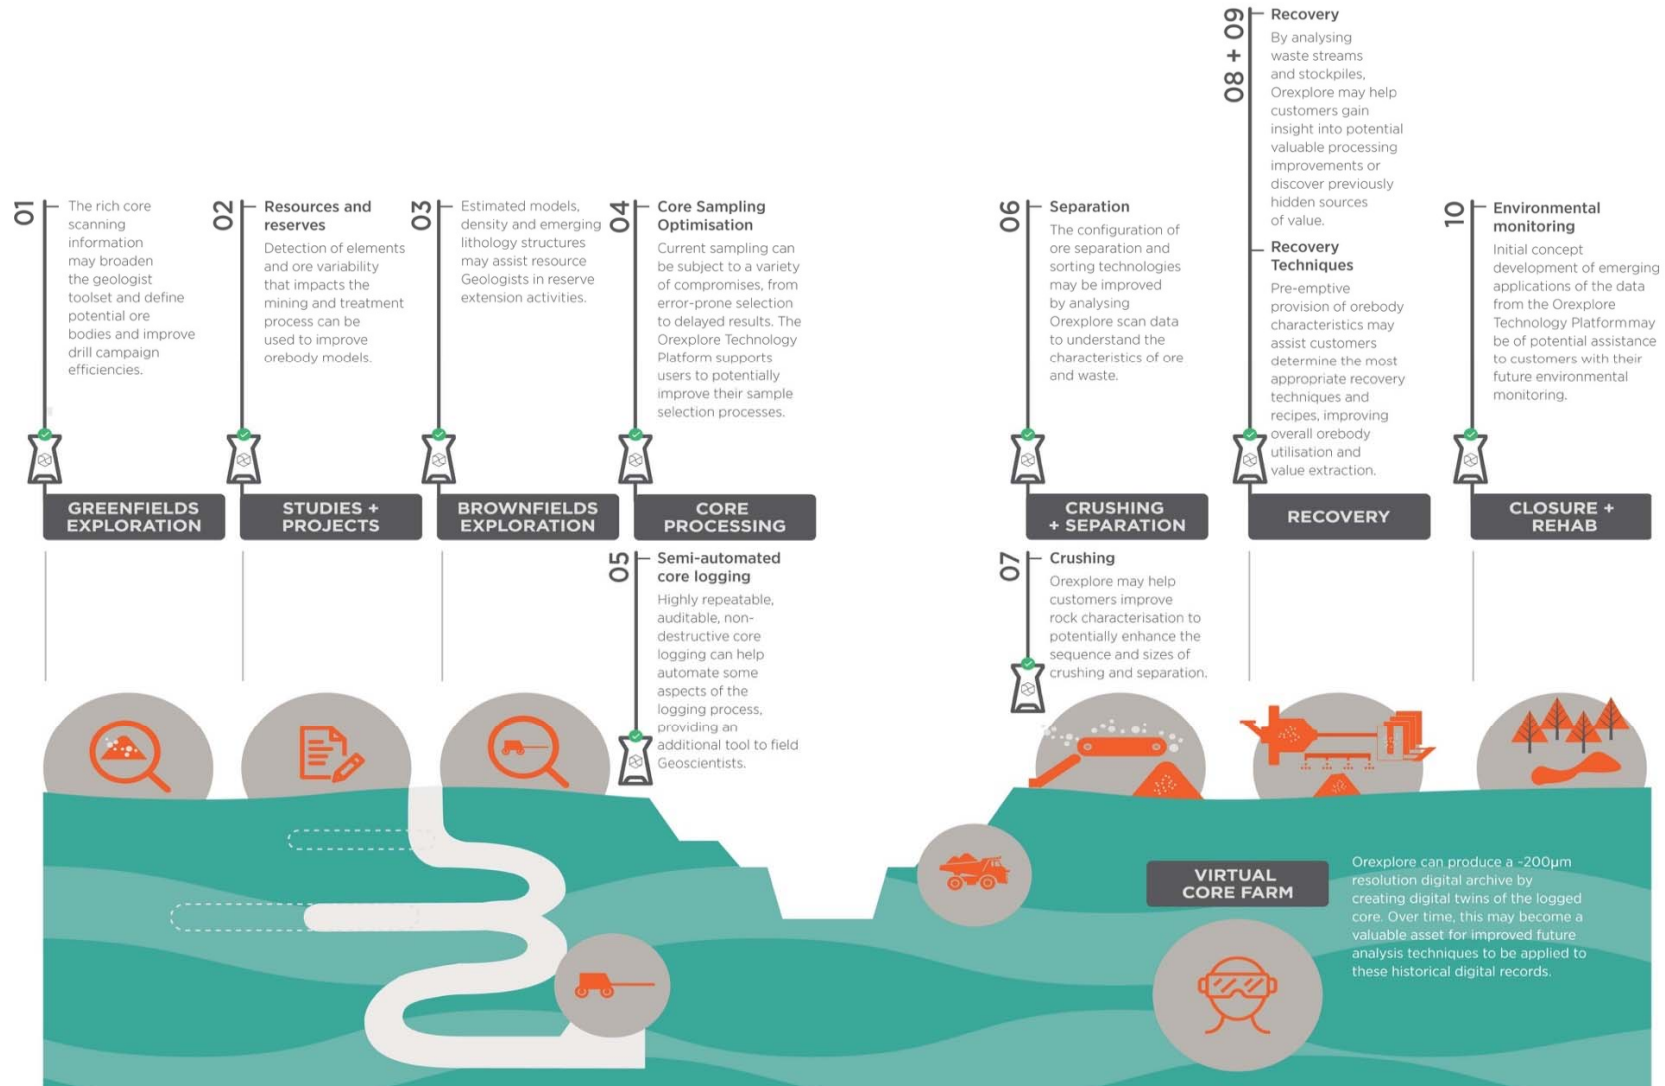 01
The rich core
scanning
information
may broaden
the geologist
toolset and define
potential ore
bodies and improve
drill campaign
efficiencies.
GREENFIELDS
EXPLORATION
02
Resources and
reserves
Detection of elements
and ore variability
that impacts the
mining and treatment
process can be
used to improve
orebody models.
STUDIES +
PROJECTS
03
Estimated models,
density and emerging
lithology structures
may assist resource
Geologists in reserve
extension activities.
BROWNFIELDS
EXPLORATION
04
Core Sampling
Optimisation
Current sampling can
be subject to a variety
of compromises, from
error-prone selection
to delayed results. The
Orexplore Technology
Platform supports
users to potentially
improve their sample
selection processes.
CORE
PROCESSING
05
Semi-automated
core logging
Highly repeatable,
auditable, non-
destructive core
logging can help
automate some
aspects of the
logging process,
providing an
additional tool to field
Geoscientists.
06
Separation
The configuration of
ore separation and
sorting technologies
may be improved
by analysing
Orexplore scan data
to understand the
characteristics of ore
and waste.
CRUSHING
+ SEPARATION
07
Crushing
Orexplore may help
customers improve
rock characterisation to
potentially enhance the
sequence and sizes of
crushing and separation.
08 + 09
Recovery
By analysing
waste streams
and stockpiles,
Orexplore may help
customers gain
insight into potential
valuable processing
improvements or
discover previously
hidden sources
of value.
Recovery
Techniques
Pre-emptive
provision of orebody
characteristics may
assist customers
determine the most
appropriate recovery
techniques and
recipes, improving
overall orebody
utilisation and
value extraction.
RECOVERY
10
Environmental
monitoring
Initial concept
development of emerging
applications of the data
from the Orexplore
Technology Platformmay
be of potential assistance
to customers with their
future environmental
monitoring.
CLOSURE +
REHAB
VIRTUAL
CORE FARM
Orexplore can produce a ~200μm
resolution digital archive by
creating digital twins of the logged
core. Over time, this may become a
valuable asset for improved future
analysis techniques to be applied to
these historical digital records.